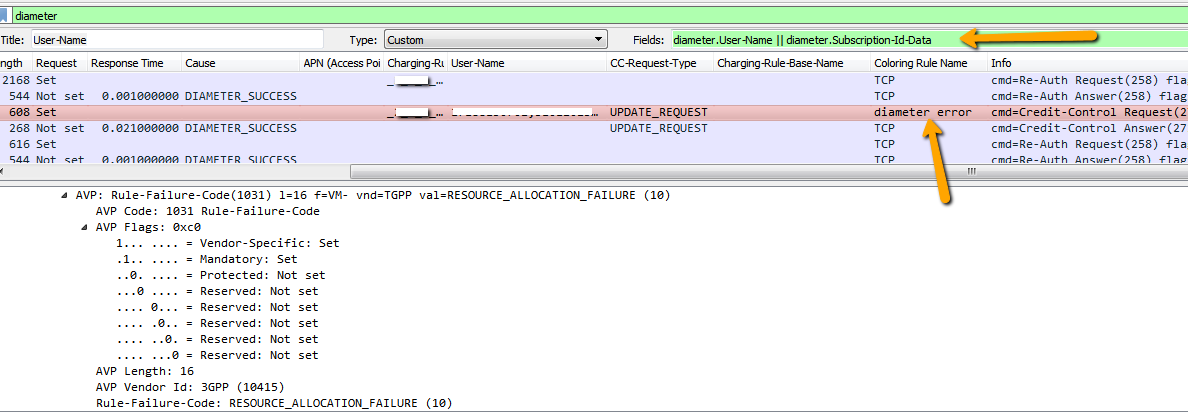 diameter
Title: User-Name Type: Custom Fields: diameter.User-Name || diameter.Subscription-Id-Data
ngth Request Response Time Cause APN (Access Poi Charging-Ru User-Name CC-Request-Type Charging-Rule-Base-Name Coloring Rule Name Info
2168 Set _ _… TCP cmd=Re-Auth Request(258) flag
544 Not set 0.001000000 DIAMETER_SUCCESS TCP cmd=Re-Auth Answer(258) flags
608 Set _ _… … UPDATE_REQUEST diameter error cmd=Credit-Control Request(2
268 Not set 0.021000000 DIAMETER_SUCCESS UPDATE_REQUEST TCP cmd=Credit-Control Answer(27
616 Set TCP cmd=Re-Auth Request(258) flag
544 Not set 0.001000000 DIAMETER_SUCCESS TCP cmd=Re-Auth Answer(258) flags
AVP: Rule-Failure-Code(1031) l=16 f=VM- vnd=TGPP val=RESOURCE_ALLOCATION_FAILURE (10)
AVP Code: 1031 Rule-Failure-Code
AVP Flags: 0xc0
1... .... = Vendor-Specific: Set
.1.. .... = Mandatory: Set
..0. .... = Protected: Not set
...0 .... = Reserved: Not set
.... 0... = Reserved: Not set
.... .0.. = Reserved: Not set
.... ..0. = Reserved: Not set
.... ...0 = Reserved: Not set
AVP Length: 16
AVP Vendor Id: 3GPP (10415)
Rule-Failure-Code: RESOURCE_ALLOCATION_FAILURE (10)